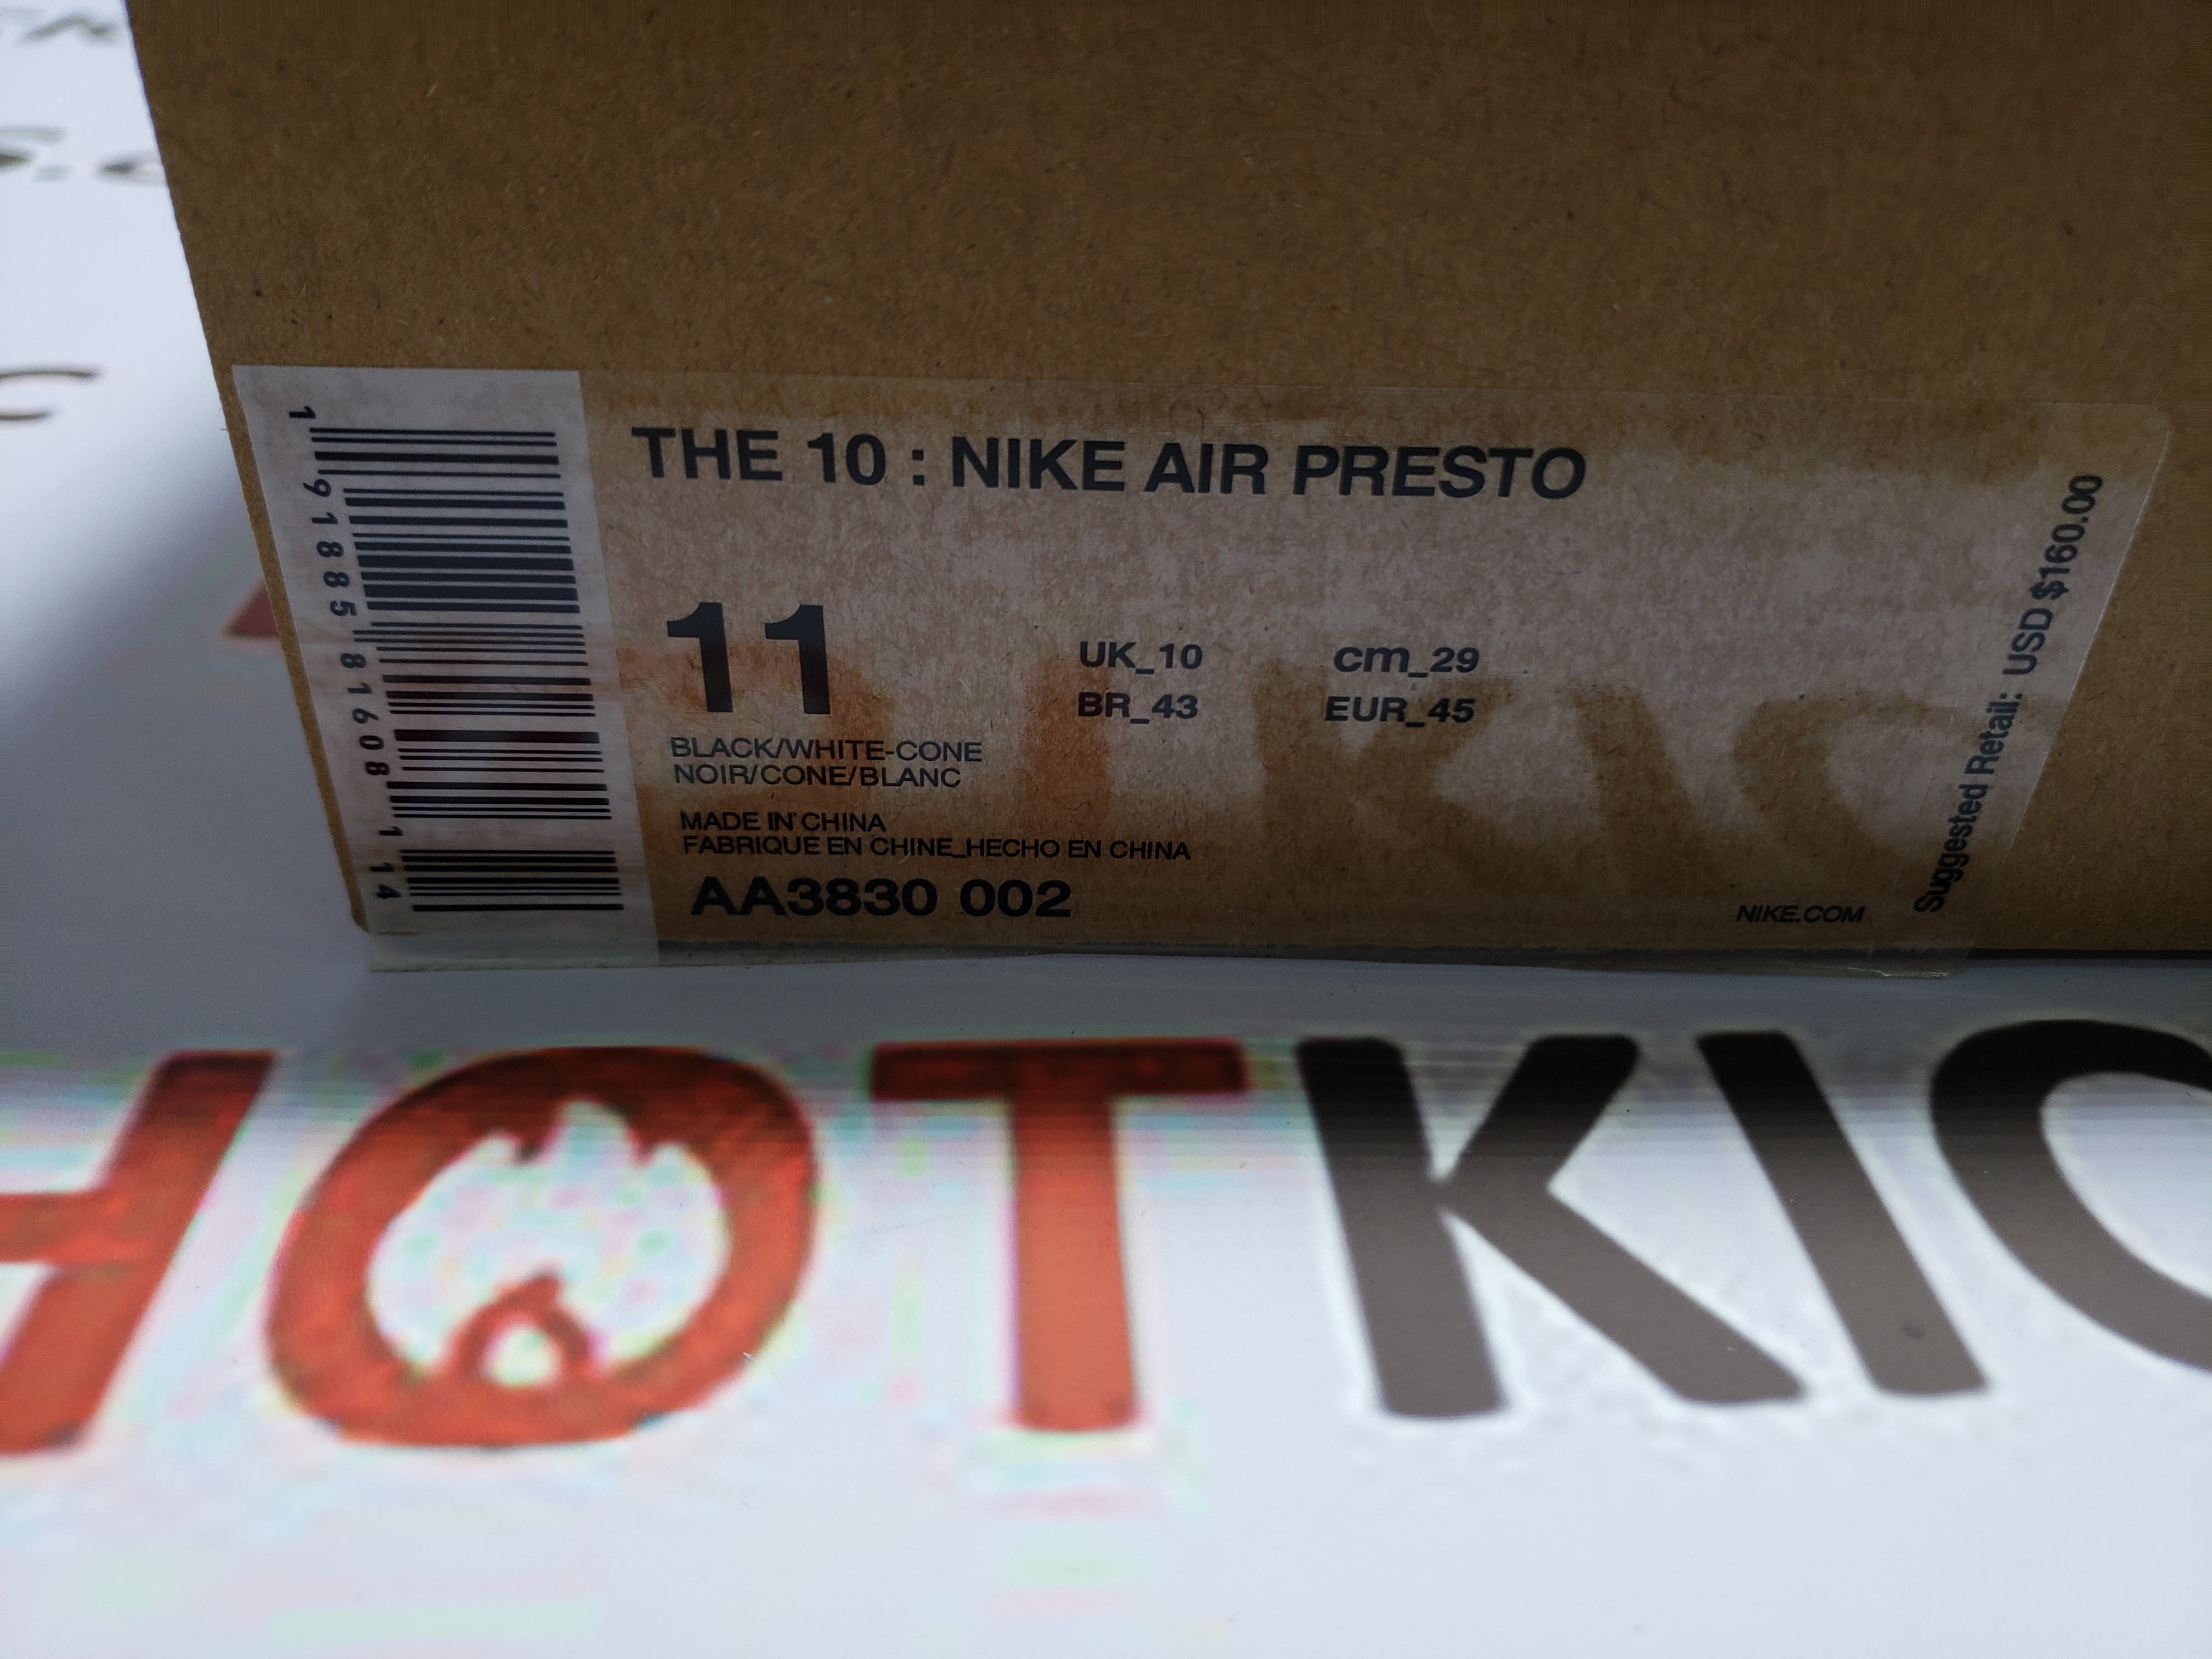 THE 10 : NIKE AIR PRESTO
11
UK_10
cm_29
BR_43
EUR_45
BLACK/WHITE-CONE
NOIR/CONE/BLANC
MADE IN CHINA
FABRIQUE EN CHINE_HECHO EN CHINA
AA3830 002
NIKE.COM
Suggested Retail: USD $160.00
1 91885 81608 1 14
HOTKIC